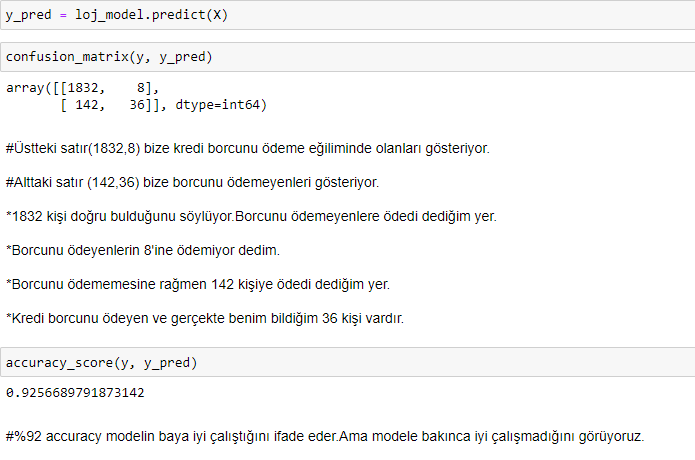 y_pred = loj_model.predict(X)
confusion_matrix(y, y_pred)
array([[1832,    8],
       [ 142,   36]], dtype=int64)
#Üstteki satır(1832,8) bize kredi borcunu ödeme eğiliminde olanları gösteriyor.
#Alttaki satır (142,36) bize borcunu ödemeyenleri gösteriyor.
*1832 kişi doğru bulduğunu söylüyor.Borcunu ödemeyenlere ödedi dediğim yer.
*Borcunu ödeyenlerin 8'ine ödemiyor dedim.
*Borcunu ödememesine rağmen 142 kişiye ödedi dediğim yer.
*Kredi borcunu ödeyen ve gerçekte benim bildiğim 36 kişi vardır.
accuracy_score(y, y_pred)
0.9256689791873142
#%92 accuracy modelin baya iyi çalıştığını ifade eder.Ama modele bakınca iyi çalışmadığını görüyoruz.